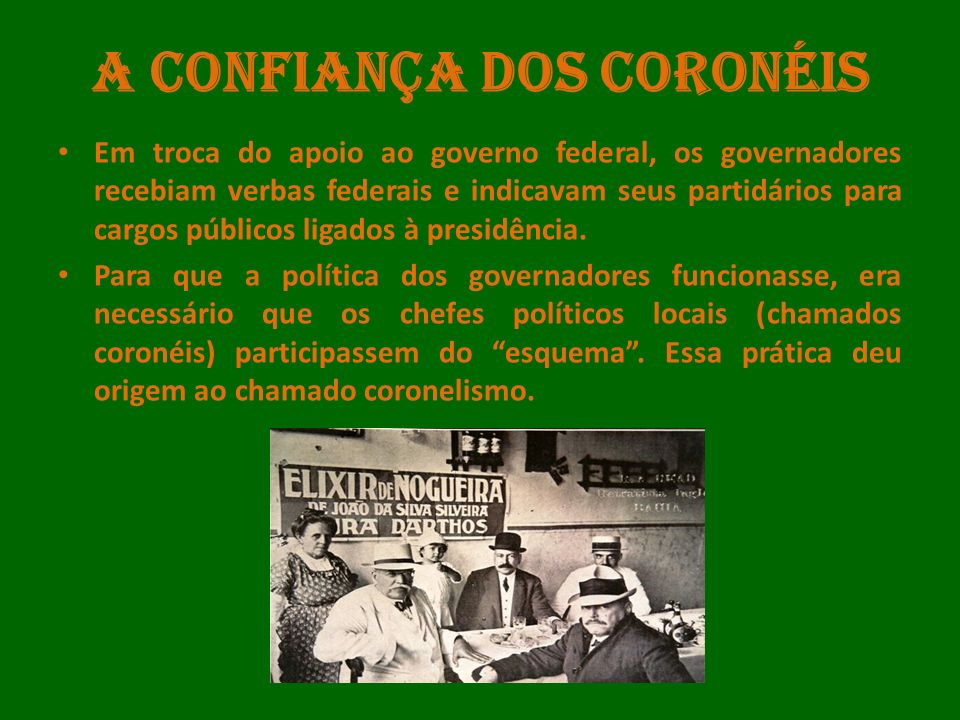 A CONFIANÇA DOS CORONÉIS
• Em troca do apoio ao governo federal, os governadores
recebiam verbas federais e indicavam seus partidários para
cargos públicos ligados à presidência.
• Para que a política dos governadores funcionasse, era
necessário que os chefes políticos locais (chamados
coronéis) participassem do “esquema”. Essa prática deu
origem ao chamado coronelismo.
ELIXIR DE NOGUEIRA
DE JOÃO DA SILVA SILVEIRA
URA DARTHOS
BAHIA